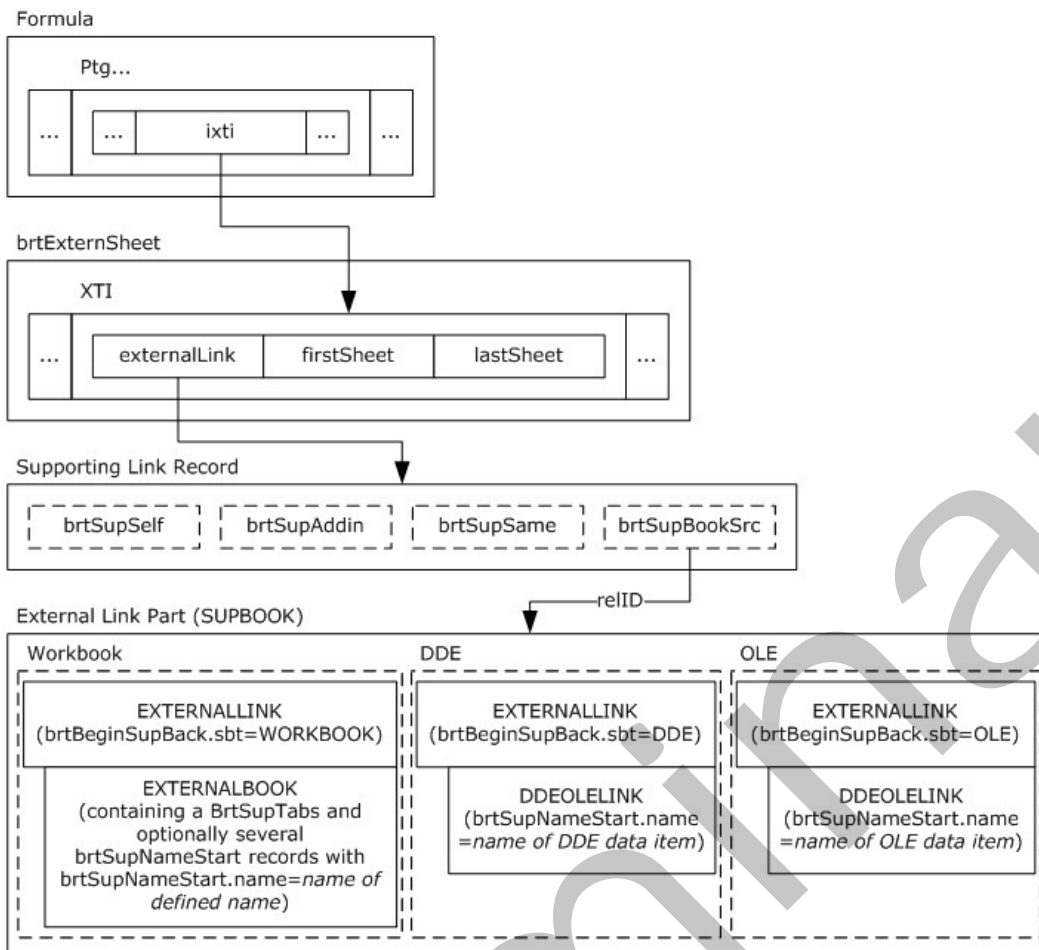 Formula
Ptg...
...
...
ixti
...
...
brtExternSheet
XTI
...
externalLink
firstSheet
lastSheet
...
Supporting Link Record
brtSupSelf
brtSupAddin
brtSupSame
brtSupBookSrc
relID
External Link Part (SUPBOOK)
Workbook
DDE
OLE
EXTERNALLINK
(brtBeginSupBack.sbt=WORKBOOK)
EXTERNALLINK
(brtBeginSupBack.sbt=DDE)
EXTERNALLINK
(brtBeginSupBack.sbt=OLE)
EXTERNALBOOK
(containing a BrtSupTabs and
optionally several
brtSupNameStart records with
brtSupNameStart.name=name of
defined name)
DDEOLELINK
(brtSupNameStart.name
=name of DDE data item)
DDEOLELINK
(brtSupNameStart.name
=name of OLE data item)